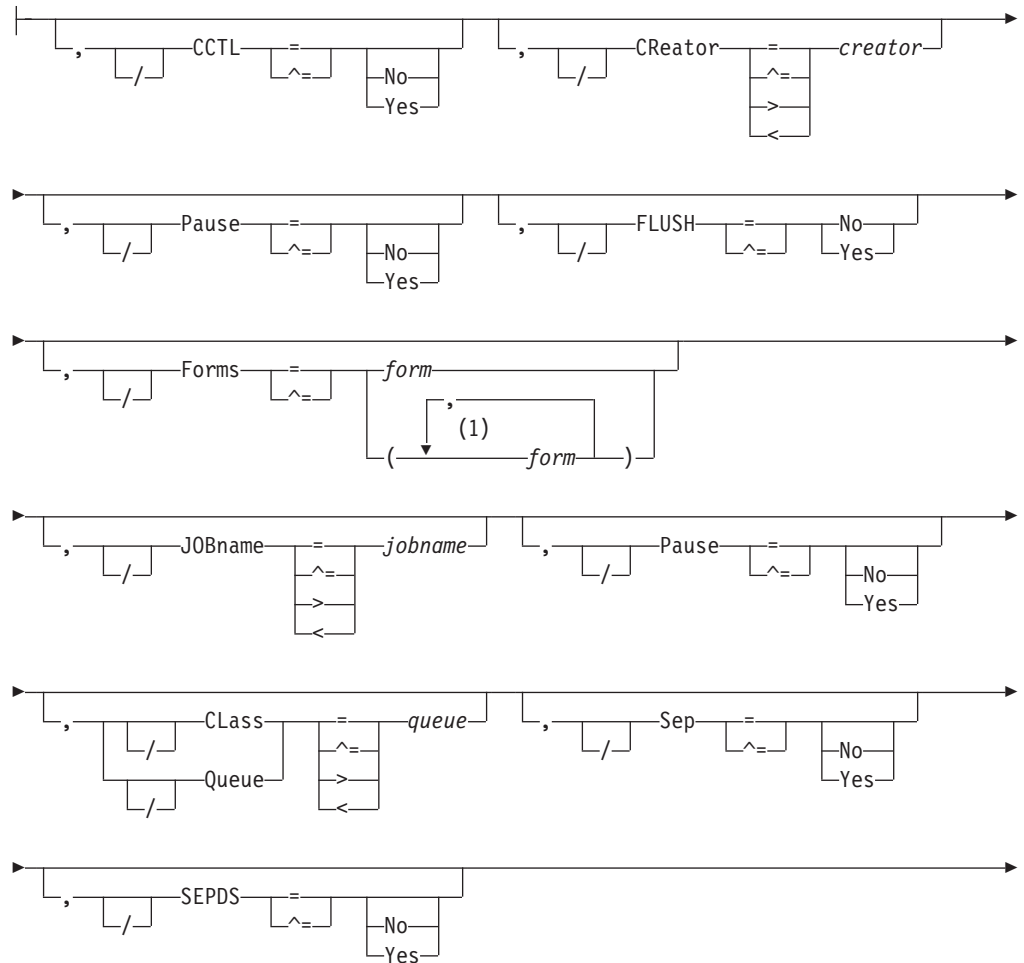 , / CCTL = ^= No Yes , / CReator = ^= > < creator
, / Pause = ^= No Yes , / FLUSH = ^= No Yes
, / Forms = ^= form ( , (1) form )
, / JOBname = ^= > < jobname , / Pause = ^= No Yes
, / CLass / Queue = ^= > < queue , / Sep = ^= No Yes
, / SEPDS = ^= No Yes